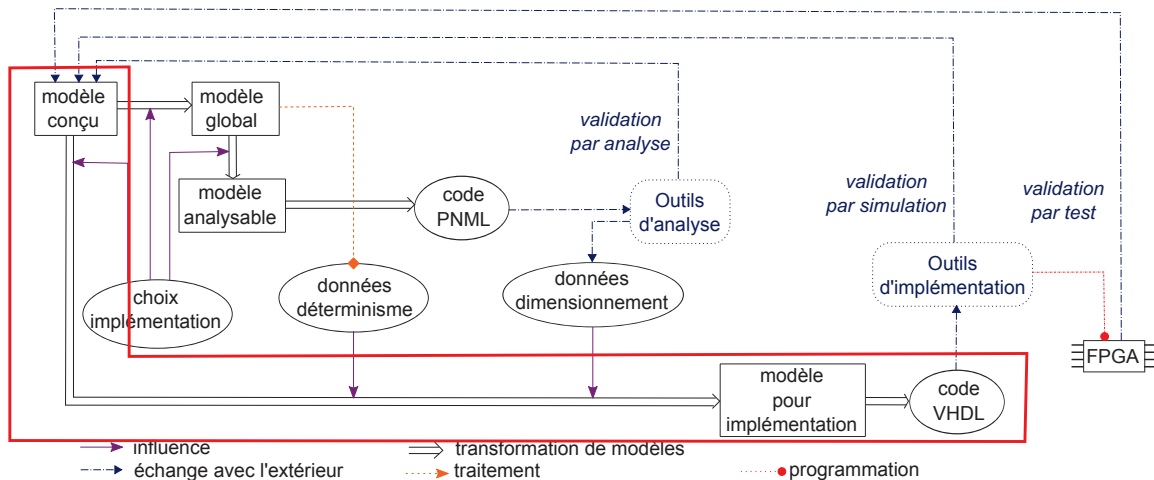 modèle
conçu
modèle
global
validation
par analyse
modèle
analysable
code
PNML
Outils
d'analyse
validation
par simulation
validation
par test
choix
implémentation
données
déterminisme
données
dimensionnement
Outils
d'implémentation
FPGA
modèle
pour
implémentation
code
VHDL
influence
transformation de modèles
échange avec l'extérieur
traitement
programmation